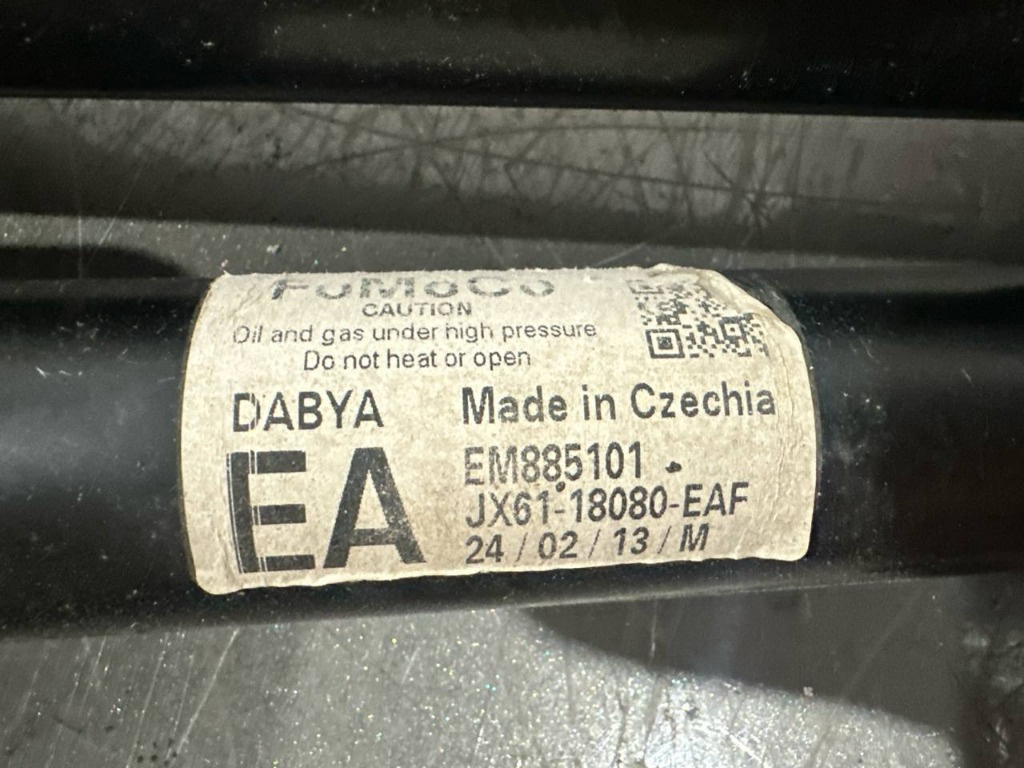 FoMoCo
CAUTION
Oil and gas under high pressure
Do not heat or open
DABYA
Made in Czechia
EA
EM885101
JX61-18080-EAF
24 / 02 / 13 / M